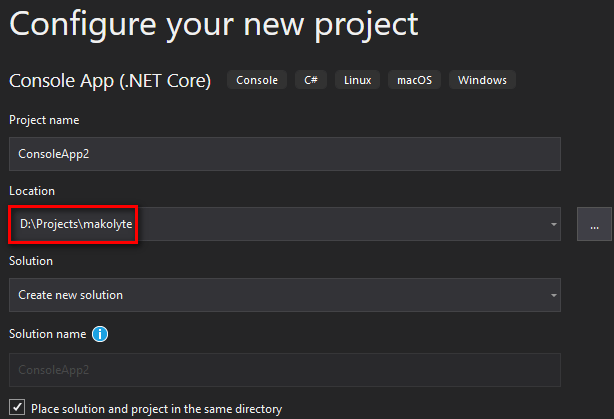 Configure your new project
Console App (.NET Core) Console C# Linux macOS Windows
Project name
ConsoleApp2
Location
D:\Projects\makolyte
...
Solution
Create new solution
Solution name
ConsoleApp2
Place solution and project in the same directory